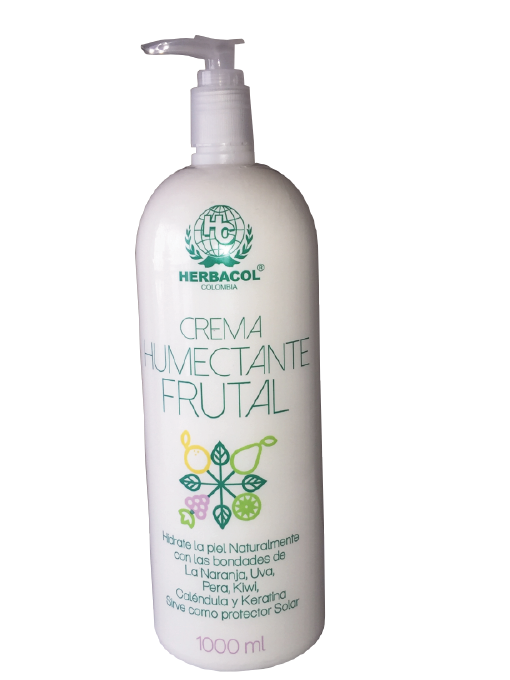 HC
HERBACOL®
COLOMBIA
CREMA
HUMECTANTE
FRUTAL
Hidrate la piel Naturalmente
con las bondades de
La Naranja, Uva,
Pera, Kiwi,
Caléndula y Keratina
Sirve como protector Solar
1000 ml